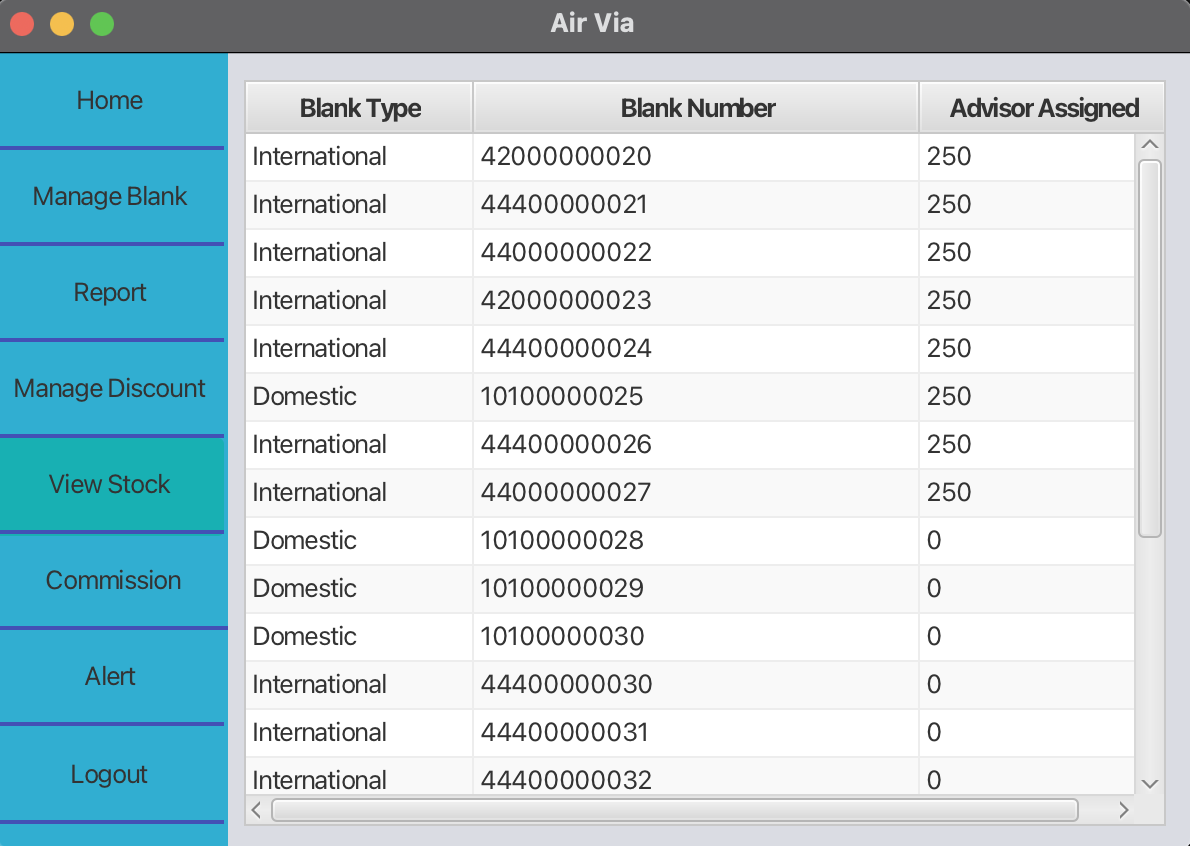 Air Via
Home
Manage Blank
Report
Manage Discount
View Stock
Commission
Alert
Logout
Blank Type Blank Number Advisor Assigned
International 42000000020 250
International 44400000021 250
International 44000000022 250
International 42000000023 250
International 44400000024 250
Domestic 10100000025 250
International 44400000026 250
International 44000000027 250
Domestic 10100000028 0
Domestic 10100000029 0
Domestic 10100000030 0
International 44400000030 0
International 44400000031 0
International 44400000032 0